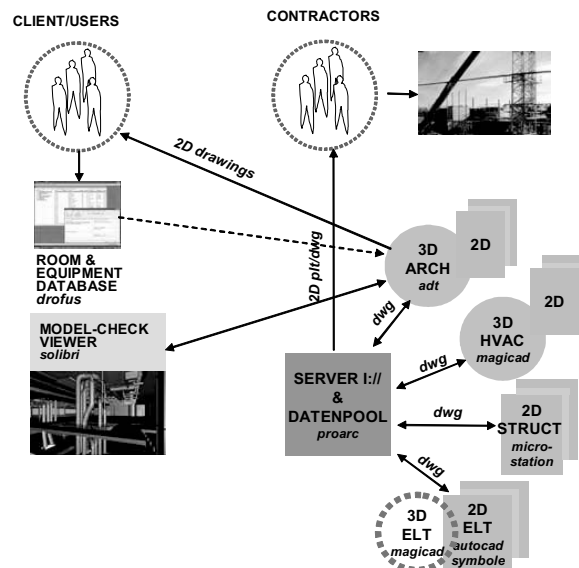 CLIENT/USERS
CONTRACTORS
2D drawings
2D plt/dwg
ROOM &
EQUIPMENT
DATABASE
drofus
3D
ARCH
adt
2D
MODEL-CHECK
VIEWER
solibri
dwg
3D
HVAC
magicad
2D
SERVER I://
&
DATENPOOL
proarc
dwg
dwg
2D
STRUCT
micro-
station
dwg
3D
ELT
magicad
2D
ELT
autocad
symbole